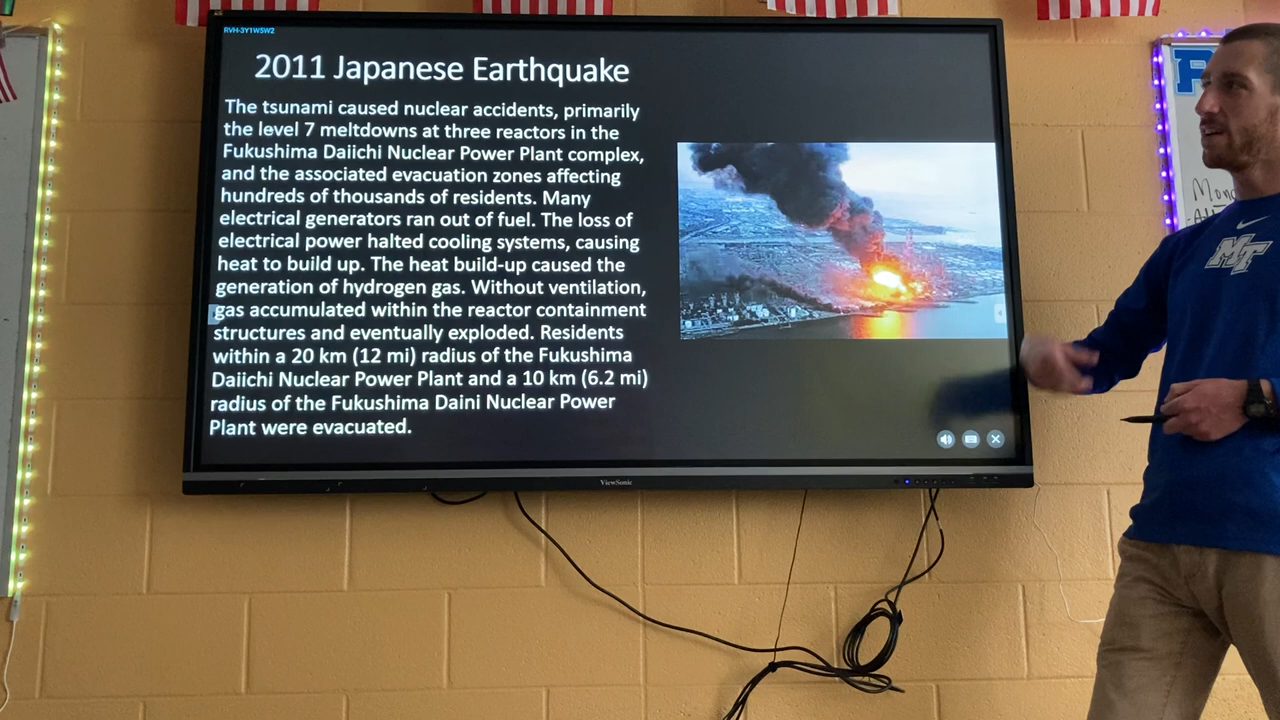 RVH-3Y1W5W2
2011 Japanese Earthquake
The tsunami caused nuclear accidents, primarily
the level 7 meltdowns at three reactors in the
Fukushima Daiichi Nuclear Power Plant complex,
and the associated evacuation zones affecting
hundreds of thousands of residents. Many
electrical generators ran out of fuel. The loss of
electrical power halted cooling systems, causing
heat to build up. The heat build-up caused the
generation of hydrogen gas. Without ventilation,
gas accumulated within the reactor containment
structures and eventually exploded. Residents
within a 20 km (12 mi) radius of the Fukushima
Daiichi Nuclear Power Plant and a 10 km (6.2 mi)
radius of the Fukushima Daini Nuclear Power
Plant were evacuated.
ViewSonic
MT